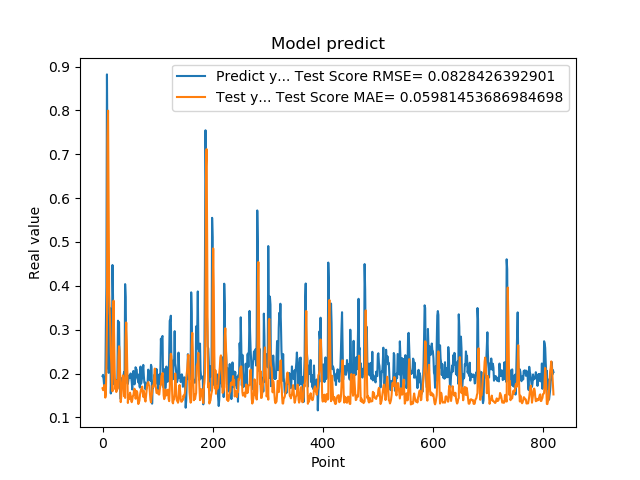 Model predict
Predict y... Test Score RMSE= 0.0828426392901
Test y... Test Score MAE= 0.05981453686984698
0.9
0.8
0.7
0.6
0.5
0.4
0.3
0.2
0.1
Real value
0
200
400
600
800
Point